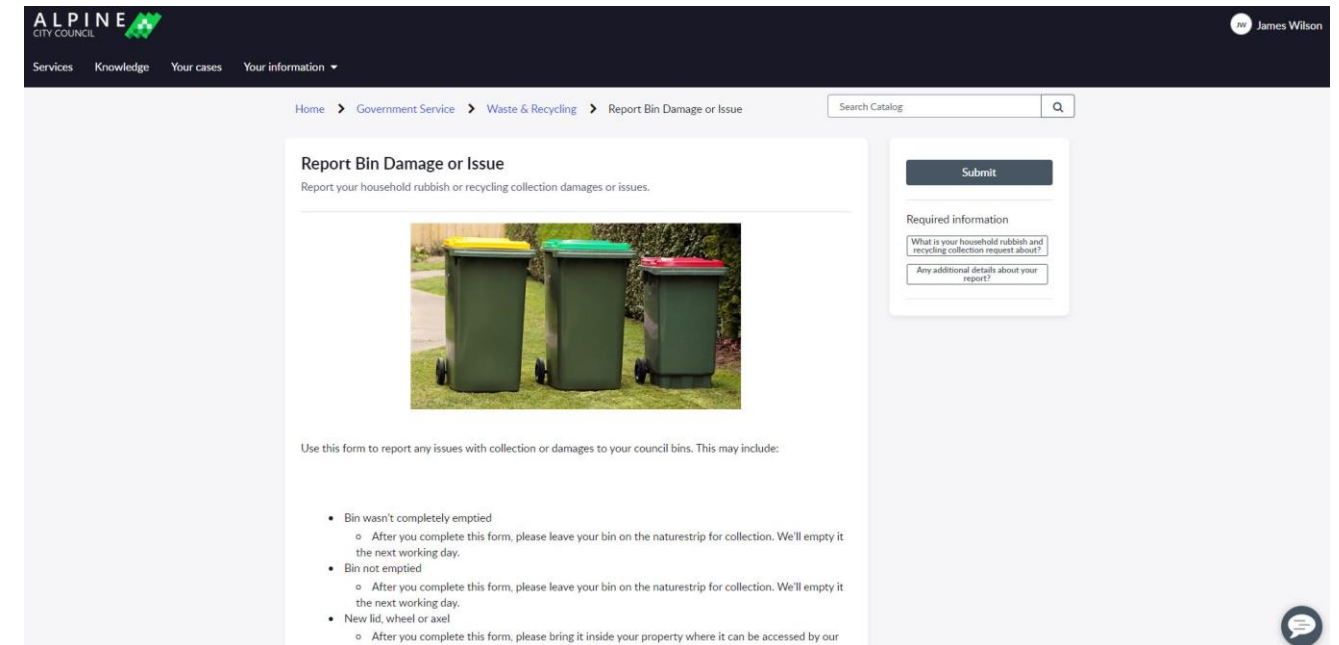 ALPINE
CITY COUNCIL
JW James Wilson
Services Knowledge Your cases Your information
Home > Government Service > Waste & Recycling > Report Bin Damage or Issue
Search Catalog
Report Bin Damage or Issue
Report your household rubbish or recycling collection damages or issues.
Submit
Required information
What is your household rubbish and
recycling collection request about?
Any additional details about your
report?
Use this form to report any issues with collection or damages to your council bins. This may include:
• Bin wasn't completely emptied
o After you complete this form, please leave your bin on the naturestrip for collection. We'll empty it
the next working day.
• Bin not emptied
o After you complete this form, please leave your bin on the naturestrip for collection. We'll empty it
the next working day.
• New lid, wheel or axel
o After you complete this form, please bring it inside your property where it can be accessed by our